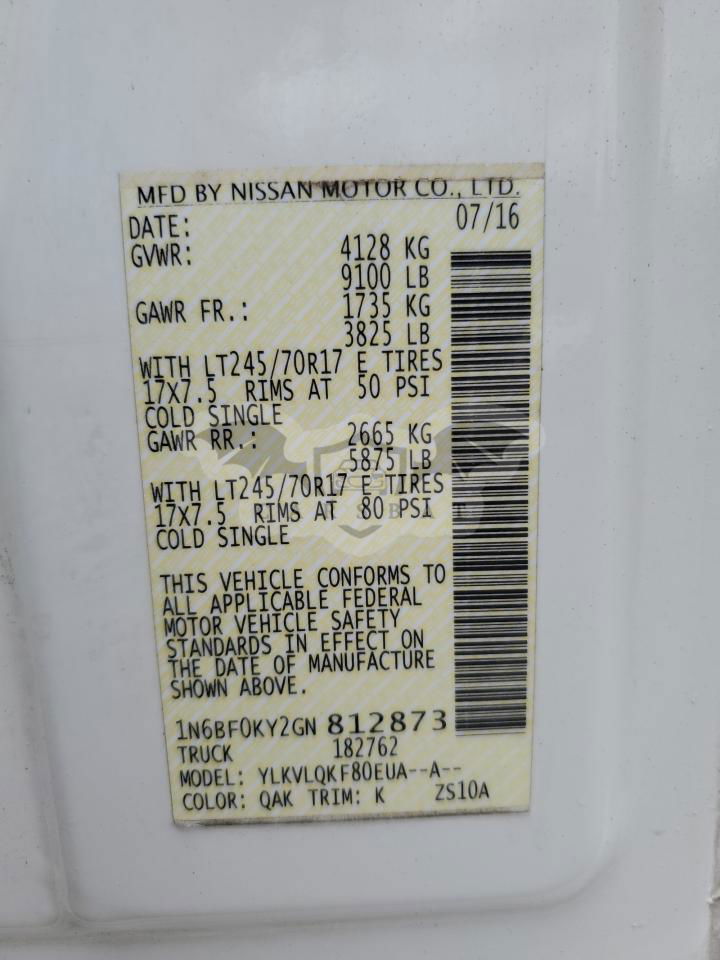 MFD BY NISSAN MOTOR CO., LTD.
DATE: 07/16
GVWR: 4128 KG
9100 LB
GAWR FR.: 1735 KG
3825 LB
WITH LT245/70R17 E TIRES
17X7.5 RIMS AT 50 PSI
COLD SINGLE
GAWR RR.: 2665 KG
5875 LB
WITH LT245/70R17 E TIRES
17X7.5 RIMS AT 80 PSI
COLD SINGLE
THIS VEHICLE CONFORMS TO
ALL APPLICABLE FEDERAL
MOTOR VEHICLE SAFETY
STANDARDS IN EFFECT ON
THE DATE OF MANUFACTURE
SHOWN ABOVE.
1N6BF0KY2GN 812873
TRUCK 182762
MODEL: YLKVLQKF80EUA--A--
COLOR: QAK TRIM: K ZS10A